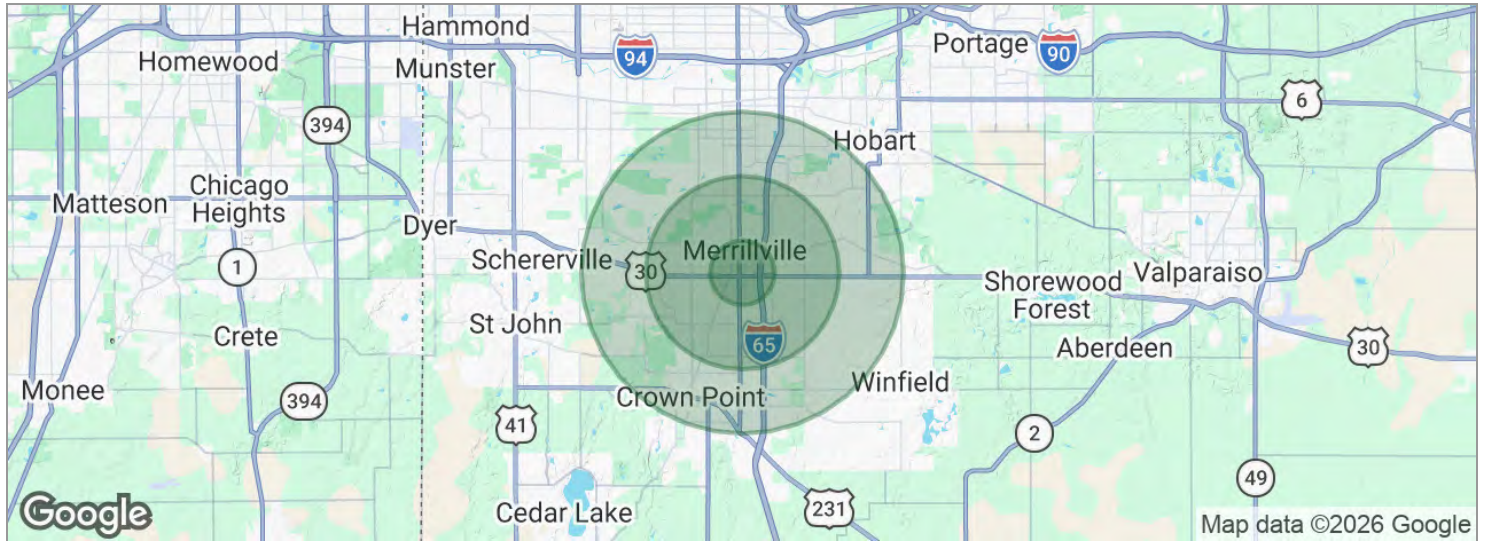 Hammond
94
Portage
90
Homewood
Munster
6
394
Hobart
Chicago
Heights
Matteson
Dyer
Merrillville
1
Schererville
30
Shorewood
Forest
Valparaiso
St John
Crete
65
Aberdeen
30
Monee
394
Crown Point
Winfield
41
2
49
Cedar Lake
231
Google
Map data ©2026 Google